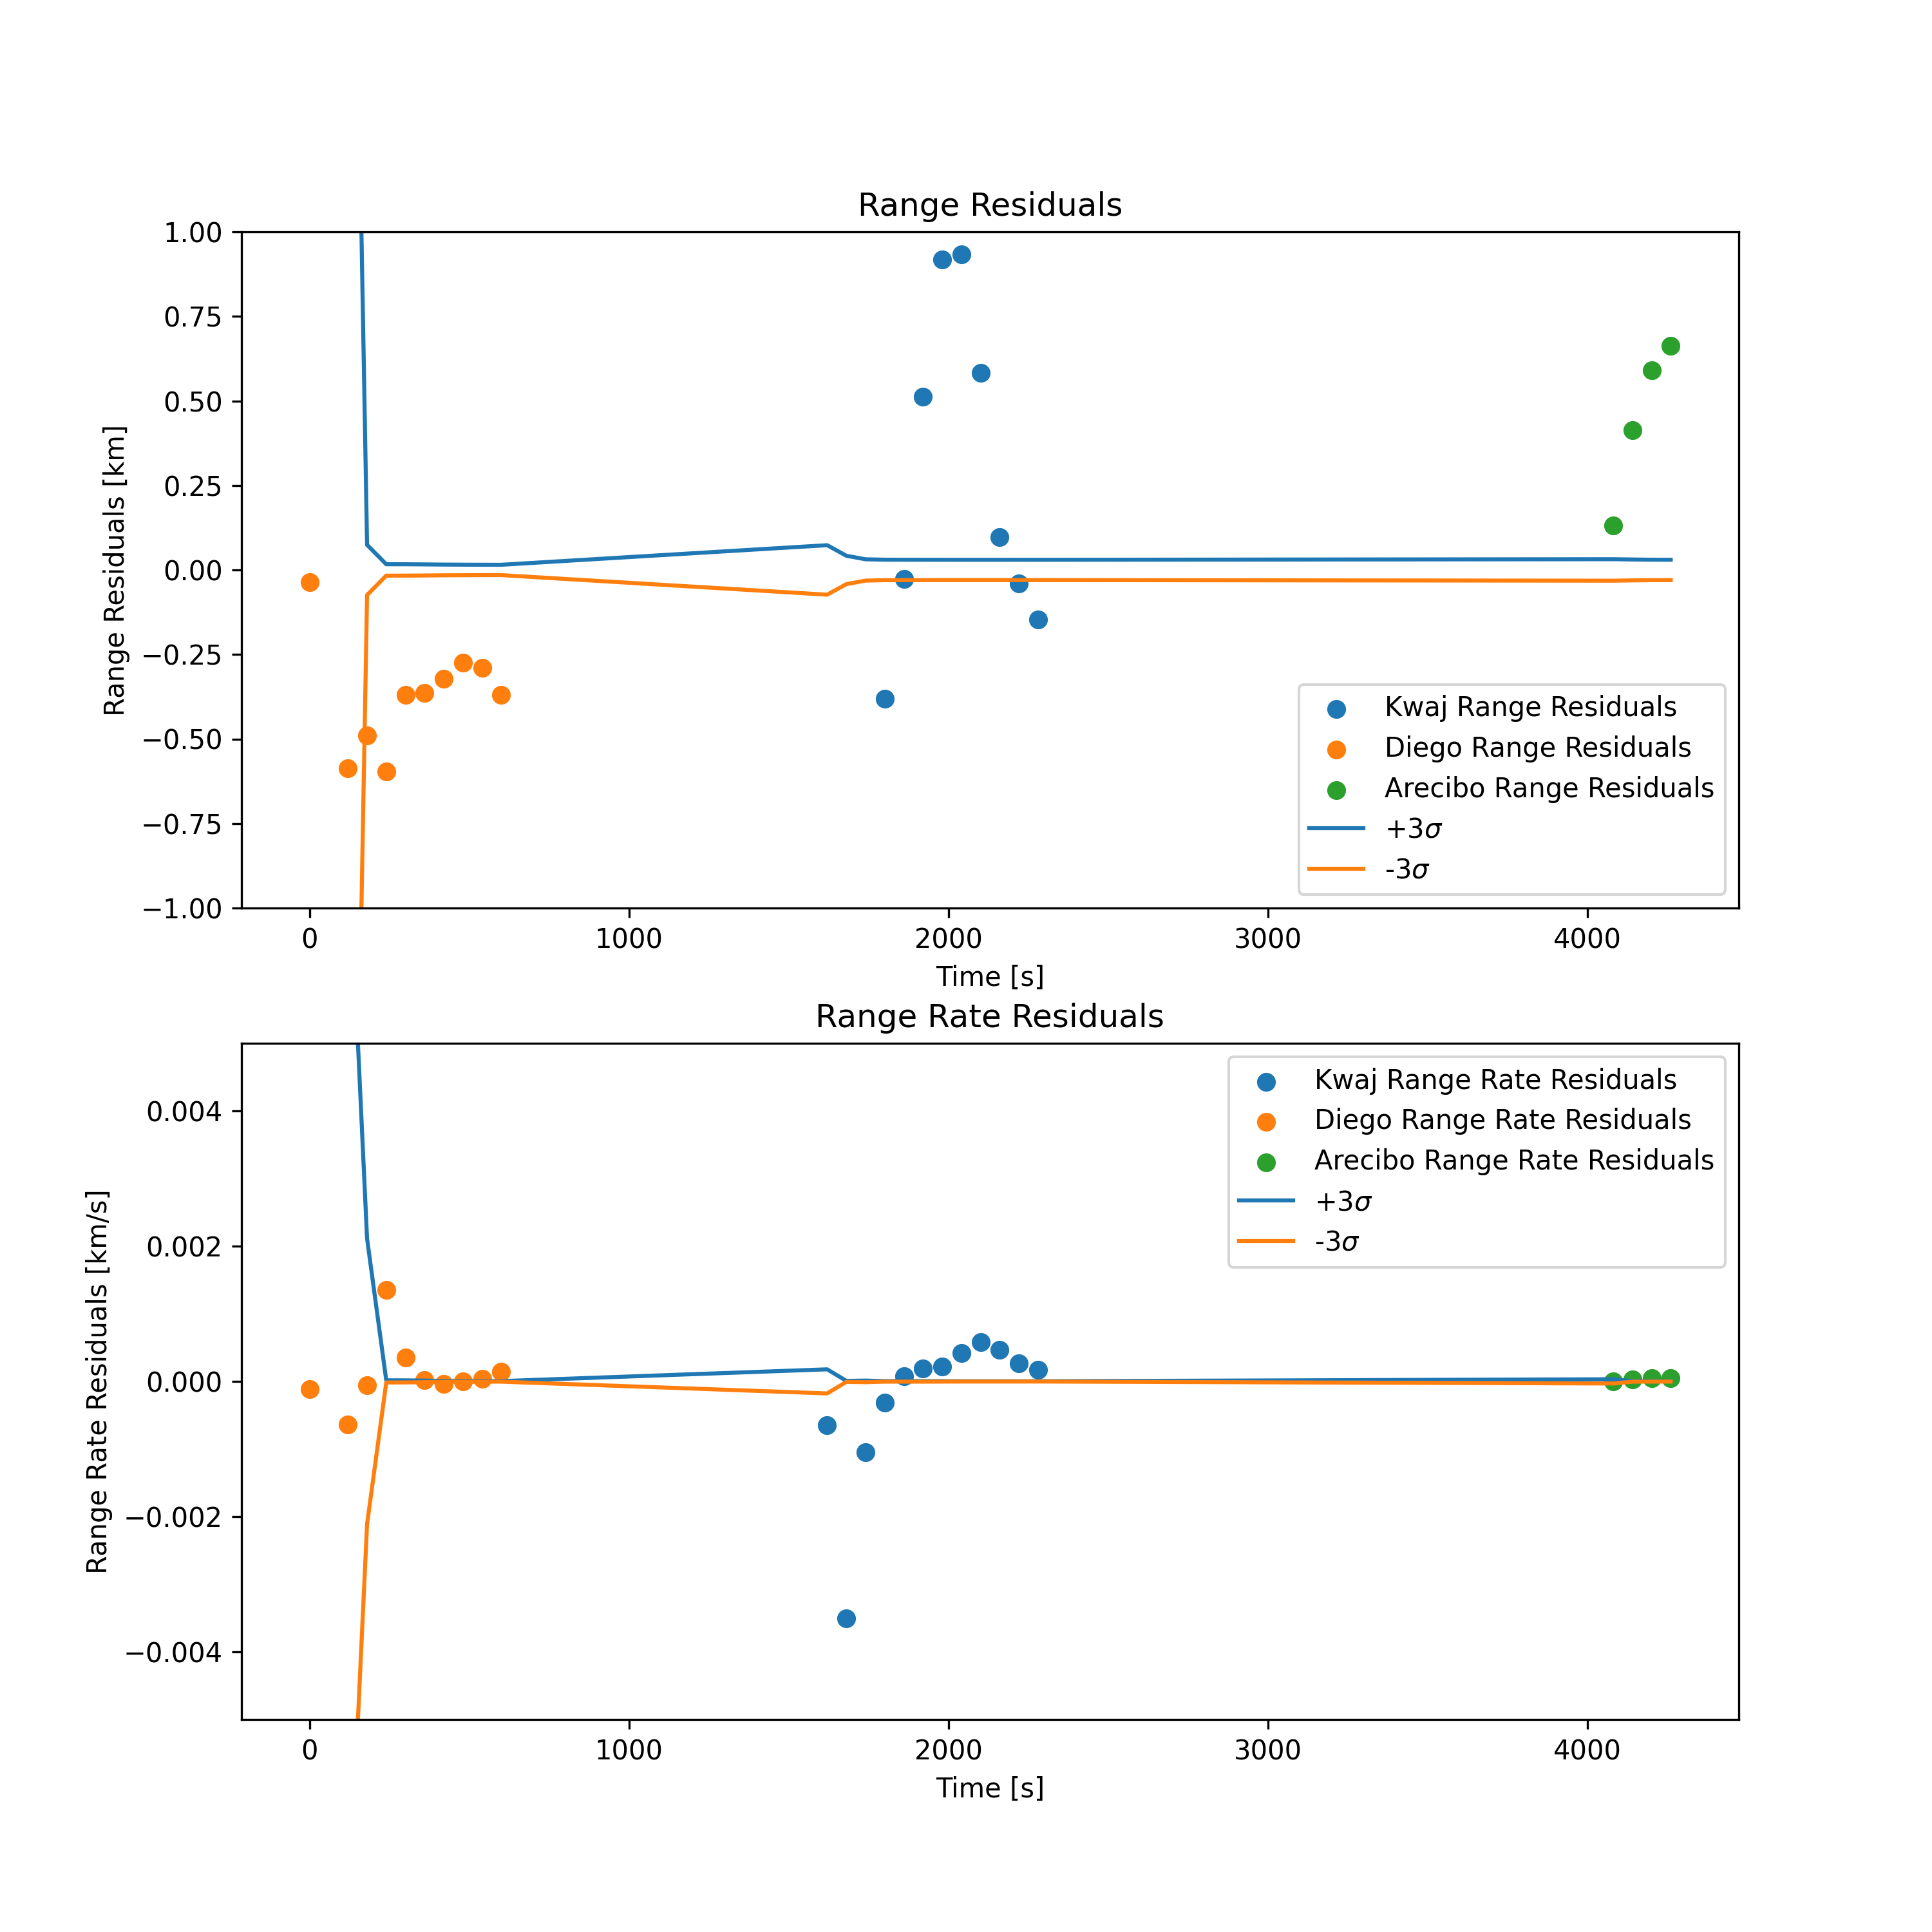 Range Residuals
1.00
0.75
0.50
0.25
0.00
−0.25
−0.50
−0.75
−1.00
Range Residuals [km]
Kwaj Range Residuals
Diego Range Residuals
Arecibo Range Residuals
+3σ
-3σ
0 1000 2000 3000 4000
Time [s]
Range Rate Residuals
0.004
0.002
0.000
−0.002
−0.004
Range Rate Residuals [km/s]
Kwaj Range Rate Residuals
Diego Range Rate Residuals
Arecibo Range Rate Residuals
+3σ
-3σ
0 1000 2000 3000 4000
Time [s]